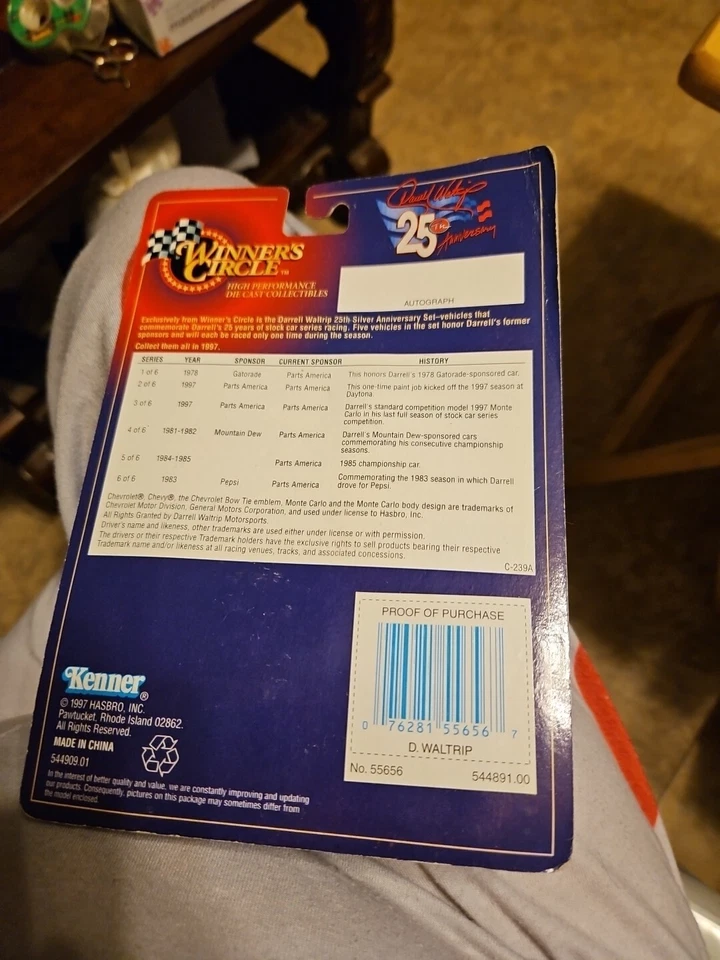 Darrell Waltrip
25TH
Anniversary
WINNER'S
CIRCLE™
HIGH PERFORMANCE
DIE CAST COLLECTIBLES
AUTOGRAPH
Exclusively from Winner's Circle is the Darrell Waltrip 25th Silver Anniversary Set–vehicles that
commemorate Darrell's 25 years of stock car series racing. Five vehicles in the set honor Darrell's former
sponsors and will each be raced only one time during the season.
Collect them all in 1997.
SERIES YEAR SPONSOR CURRENT SPONSOR HISTORY
1 of 6 1978 Gatorade Parts America This honors Darrell's 1978 Gatorade-sponsored car.
2 of 6 1997 Parts America Parts America This one-time paint job kicked off the 1997 season at
Daytona.
3 of 6 1997 Parts America Parts America Darrell's standard competition model 1997 Monte
Carlo in his last full season of stock car series
competition.
4 of 6 1981-1982 Mountain Dew Parts America Darrell's Mountain Dew-sponsored cars
commemorating his consecutive championship
seasons.
5 of 6 1984-1985 Parts America 1985 championship car.
6 of 6 1983 Pepsi Parts America Commemorating the 1983 season in which Darrell
drove for Pepsi.
Chevrolet®, Chevy®, the Chevrolet Bow Tie emblem, Monte Carlo and the Monte Carlo body design are trademarks of
Chevrolet Motor Division, General Motors Corporation, and used under license to Hasbro, Inc.
All Rights Granted by Darrell Waltrip Motorsports.
Driver's name and likeness, other trademarks are used either under license or with permission.
The drivers or their respective Trademark holders have the exclusive rights to sell products bearing their respective
Trademark name and/or likeness at all racing venues, tracks, and associated concessions.
C-239A
PROOF OF PURCHASE
0 76281 55656 7
D. WALTRIP
No. 55656 544891.00
Kenner®
© 1997 HASBRO, INC.
Pawtucket, Rhode Island 02862.
All Rights Reserved.
MADE IN CHINA
544909.01
In the interest of better quality and value, we are constantly improving and updating
our products. Consequently, pictures on this package may sometimes differ from
the model enclosed.